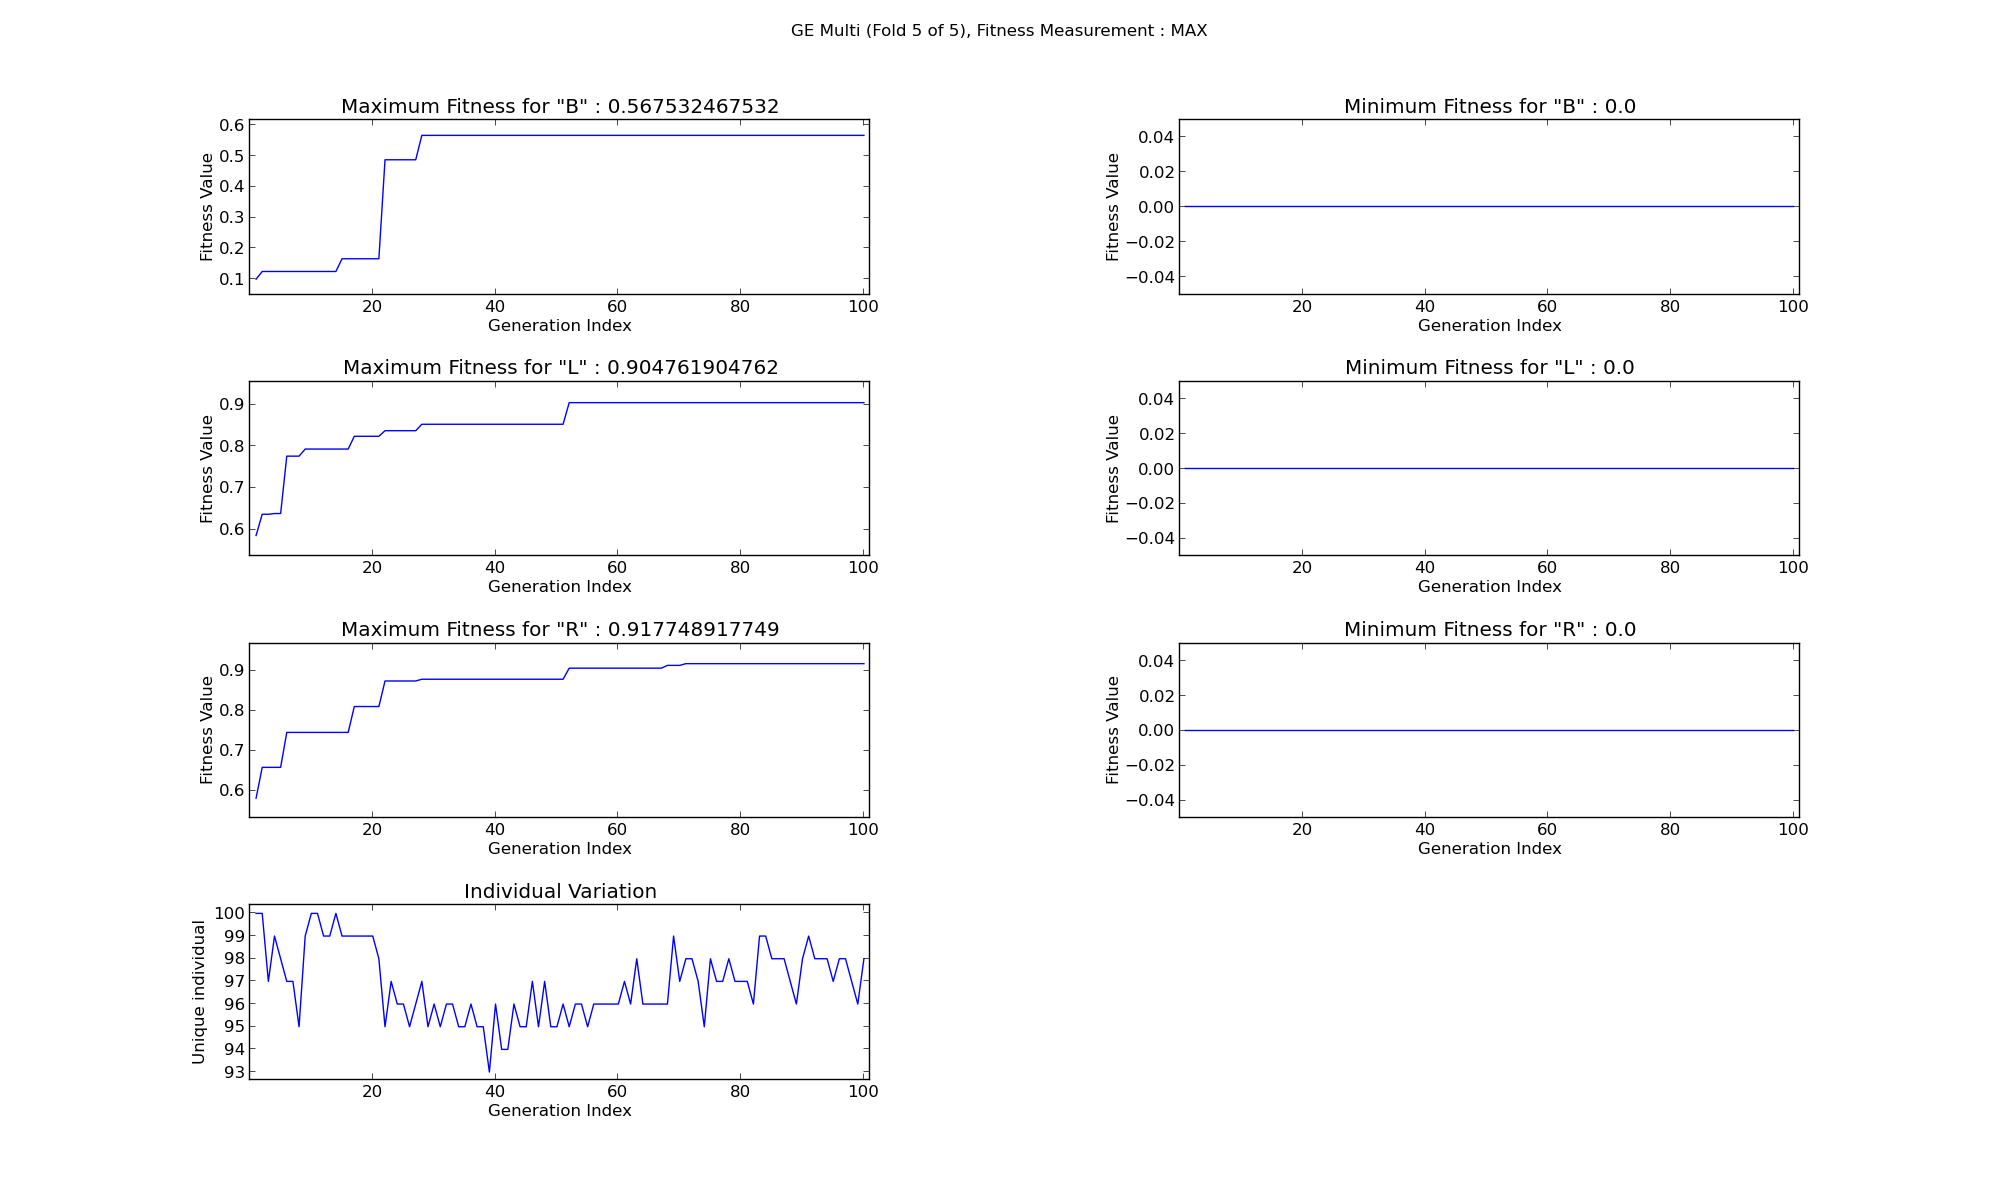 GE Multi (Fold 5 of 5), Fitness Measurement : MAX
Maximum Fitness for "B" : 0.567532467532
0.6
0.5
0.4
0.3
0.2
0.1
Fitness Value
20 40 60 80 100
Generation Index
Minimum Fitness for "B" : 0.0
0.04
0.02
0.00
−0.02
−0.04
Fitness Value
20 40 60 80 100
Generation Index
Maximum Fitness for "L" : 0.904761904762
0.9
0.8
0.7
0.6
Fitness Value
20 40 60 80 100
Generation Index
Minimum Fitness for "L" : 0.0
0.04
0.02
0.00
−0.02
−0.04
Fitness Value
20 40 60 80 100
Generation Index
Maximum Fitness for "R" : 0.917748917749
0.9
0.8
0.7
0.6
Fitness Value
20 40 60 80 100
Generation Index
Minimum Fitness for "R" : 0.0
0.04
0.02
0.00
−0.02
−0.04
Fitness Value
20 40 60 80 100
Generation Index
Individual Variation
100
99
98
97
96
95
94
93
Unique individual
20 40 60 80 100
Generation Index